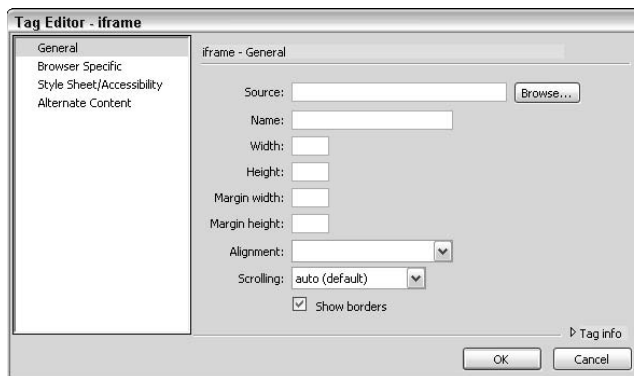 Tag Editor - iframe
General
Browser Specific
Style Sheet/Accessibility
Alternate Content
iframe - General
Source:
Browse...
Name:
Width:
Height:
Margin width:
Margin height:
Alignment:
Scrolling: auto (default)
Show borders
Tag info
OK
Cancel